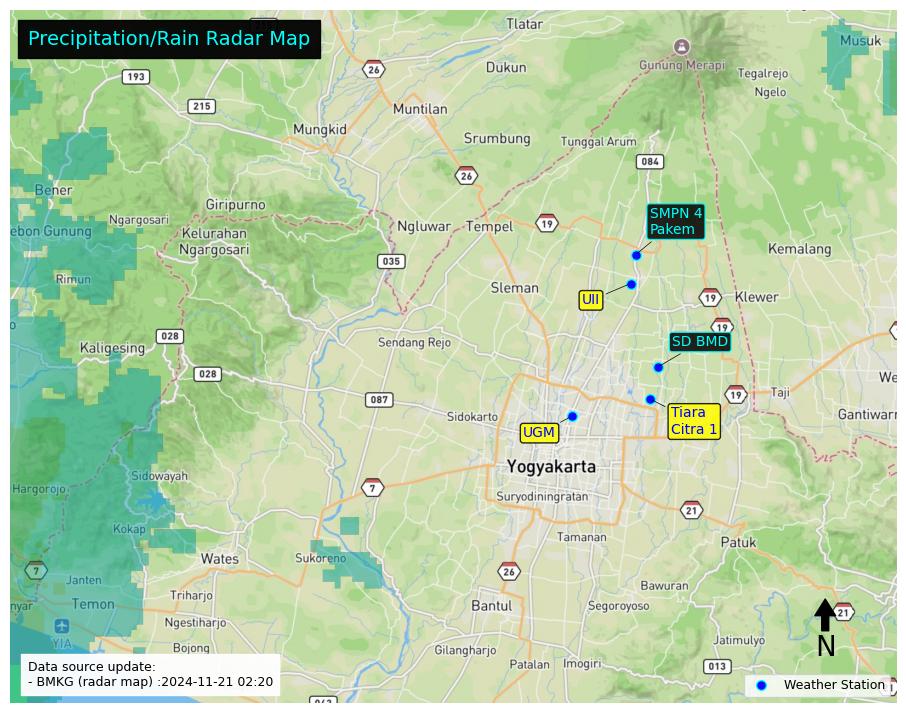 Precipitation/Rain Radar Map
Tlatar
Musuk
Gunung Merapi
Tegalrejo
Ngelo
26
Dukun
193
215
Muntilan
Mungkid
Srumbung
Tunggal Arum
084
26
Bener
Giripurno
Ngargosari
ebon Gunung
Kelurahan
Ngargosari
Ngluwar
Tempel
19
SMPN 4
Pakem
Kemalang
035
Rimun
Sleman
UII
19
Klewer
19
028
Kaligesing
Sendang Rejo
SD BMD
028
We
087
19
Taji
Sidokarto
UGM
Tiara
Citra 1
Gantiwarn
Yogyakarta
Sidowayah
Hargorojo
7
Suryodiningratan
21
Kokap
Tamanan
Patuk
Wates
Sukoreno
7
Janten
26
Bawuran
Temon
nyar
Triharjo
Bantul
Segoroyoso
21
Ngestiharjo
YIA
Bojong
Gilangharjo
Jatimulyo
N
Patalan
Imogiri
013
Data source update:
- BMKG (radar map) :2024-11-21 02:20
Weather Station